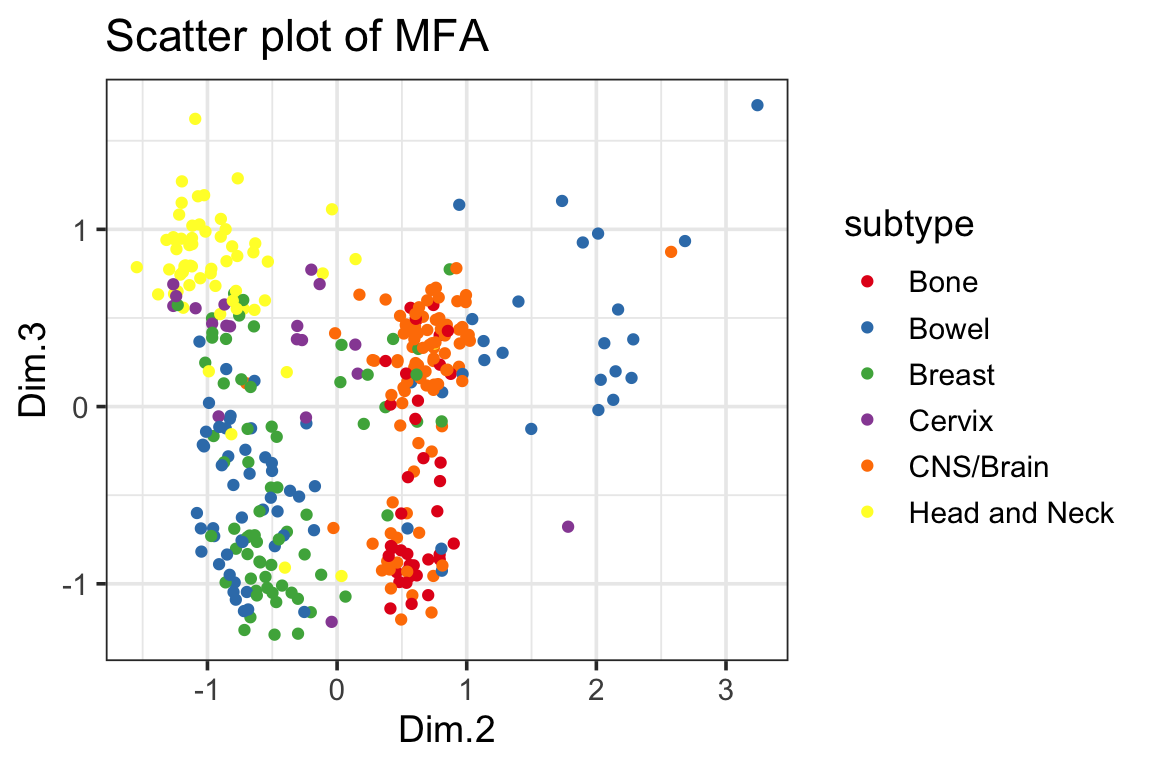 Scatter plot of MFA
Dim.3
1
0
-1
-1
0
1
2
3
Dim.2
subtype
Bone
Bowel
Breast
Cervix
CNS/Brain
Head and Neck